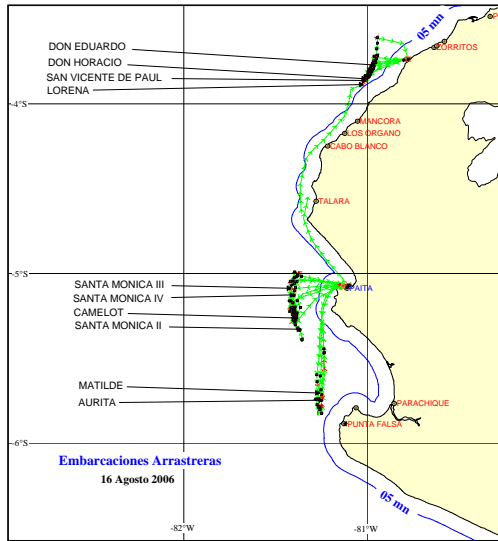 05 mn
P
ZORRITOS
DON EDUARDO
DON HORACIO
SAN VICENTE DE PAUL
LORENA
-4°S
MANCORA
LOS ORGANO
CABO BLANCO
TALARA
-5°S
SANTA MONICA III
PAITA
SANTA MONICA IV
CAMELOT
SANTA MONICA II
MATILDE
AURITA
PARACHIQUE
PUNTA FALSA
-6°S
Embarcaciones Arrastreras
16 Agosto 2006
05 mn
-82°W
-81°W